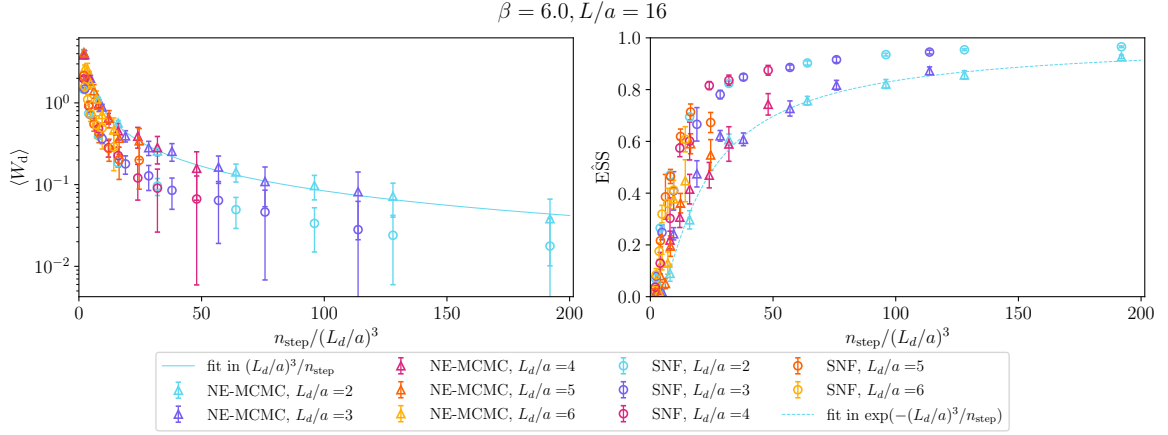 β = 6.0, L/a = 16
⟨W_d⟩
10^0
10^{-1}
10^{-2}
0 50 100 150 200
n_step/(L_d/a)^3
ÊSS
1.0
0.8
0.6
0.4
0.2
0.0
0 50 100 150 200
n_step/(L_d/a)^3
fit in (L_d/a)^3/n_step
NE-MCMC, L_d/a =2
NE-MCMC, L_d/a =3
NE-MCMC, L_d/a =4
NE-MCMC, L_d/a =5
NE-MCMC, L_d/a =6
SNF, L_d/a =2
SNF, L_d/a =3
SNF, L_d/a =4
SNF, L_d/a =5
SNF, L_d/a =6
fit in exp(−(L_d/a)^3/n_step)